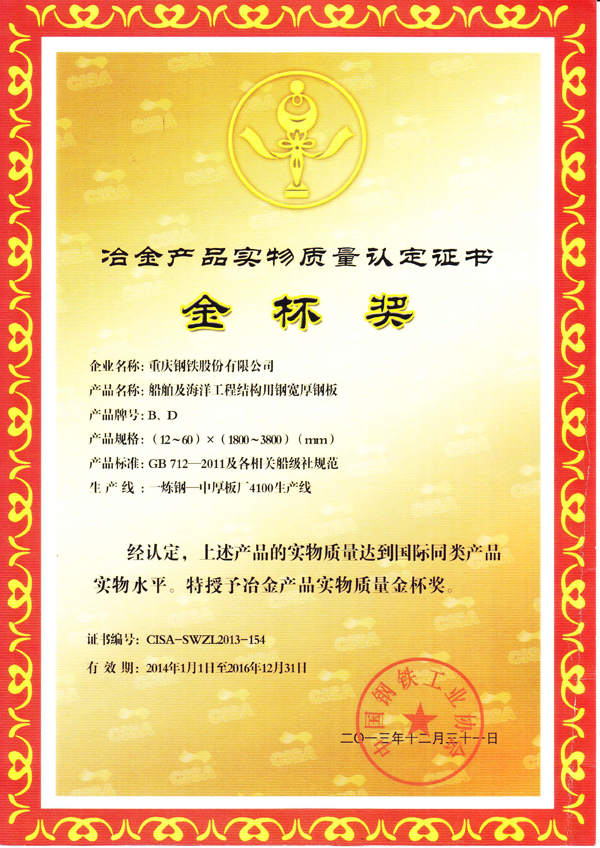 冶金产品实物质量认定证书
金杯奖
企业名称：重庆钢铁股份有限公司
产品名称：船舶及海洋工程结构用钢宽厚钢板
产品牌号：B、D
产品规格：（12～60）×（1800～3800）（mm）
产品标准：GB 712—2011及各相关船级社规范
生产线：一炼钢—中厚板厂4100生产线
经认定，上述产品的实物质量达到国际同类产品
实物水平。特授予冶金产品实物质量金杯奖。
证书编号：CISA-SWZL2013-154
有效期：2014年1月1日至2016年12月31日
中国钢铁工业协会
二〇一三年十二月三十一日
CISA